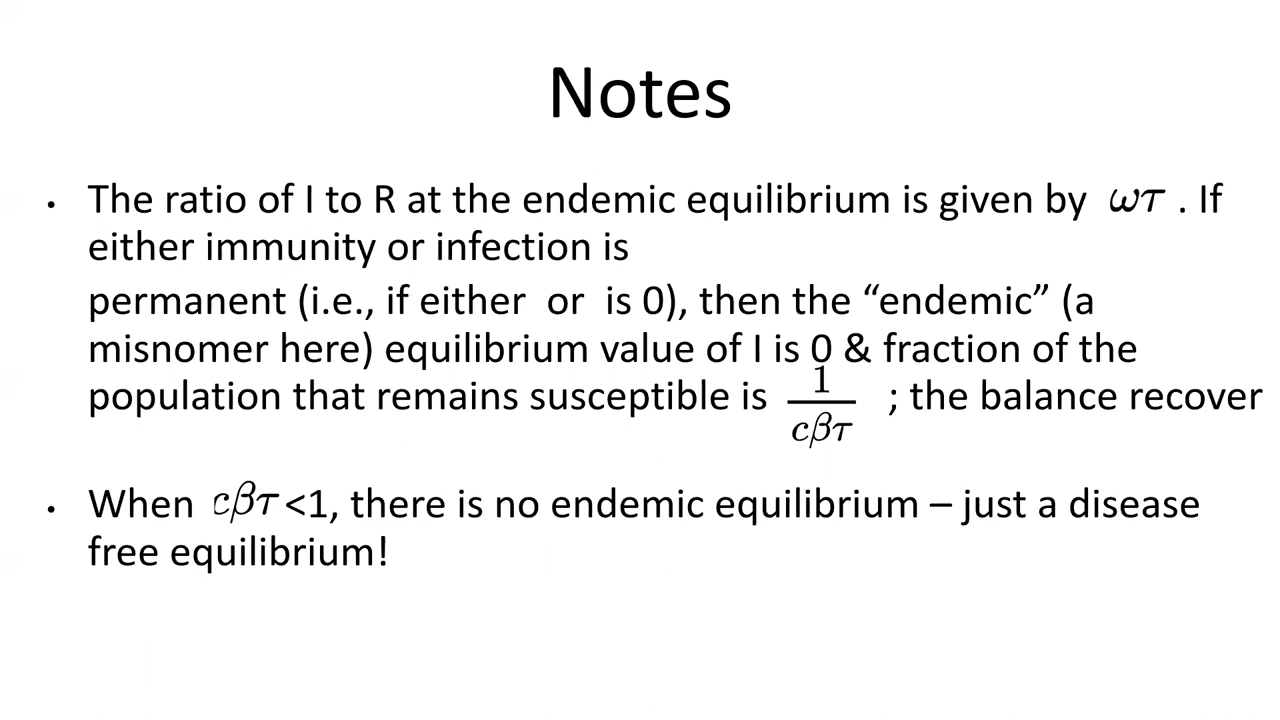 Notes
• The ratio of I to R at the endemic equilibrium is given by ωτ . If
either immunity or infection is
permanent (i.e., if either or is 0), then the “endemic” (a
misnomer here) equilibrium value of I is 0 & fraction of the
population that remains susceptible is 1/cβτ ; the balance recover
• When cβτ <1, there is no endemic equilibrium – just a disease
free equilibrium!